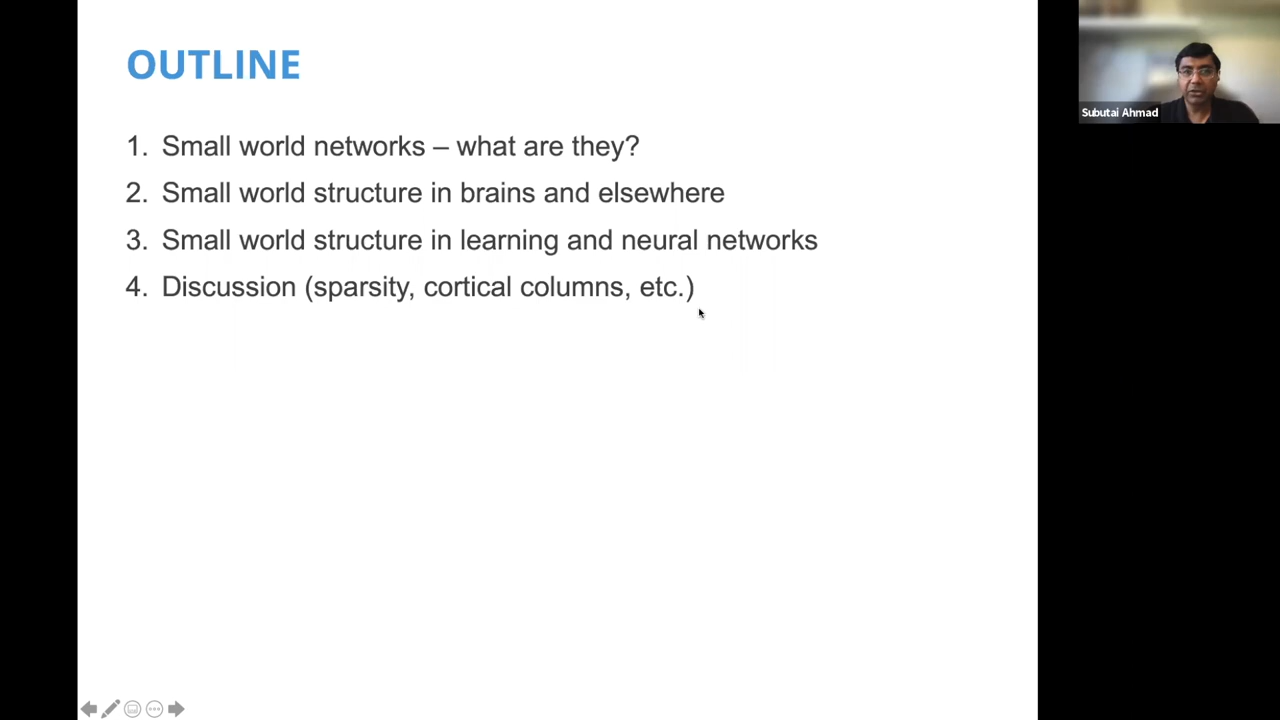 OUTLINE
1. Small world networks – what are they?
2. Small world structure in brains and elsewhere
3. Small world structure in learning and neural networks
4. Discussion (sparsity, cortical columns, etc.)
Subutai Ahmad